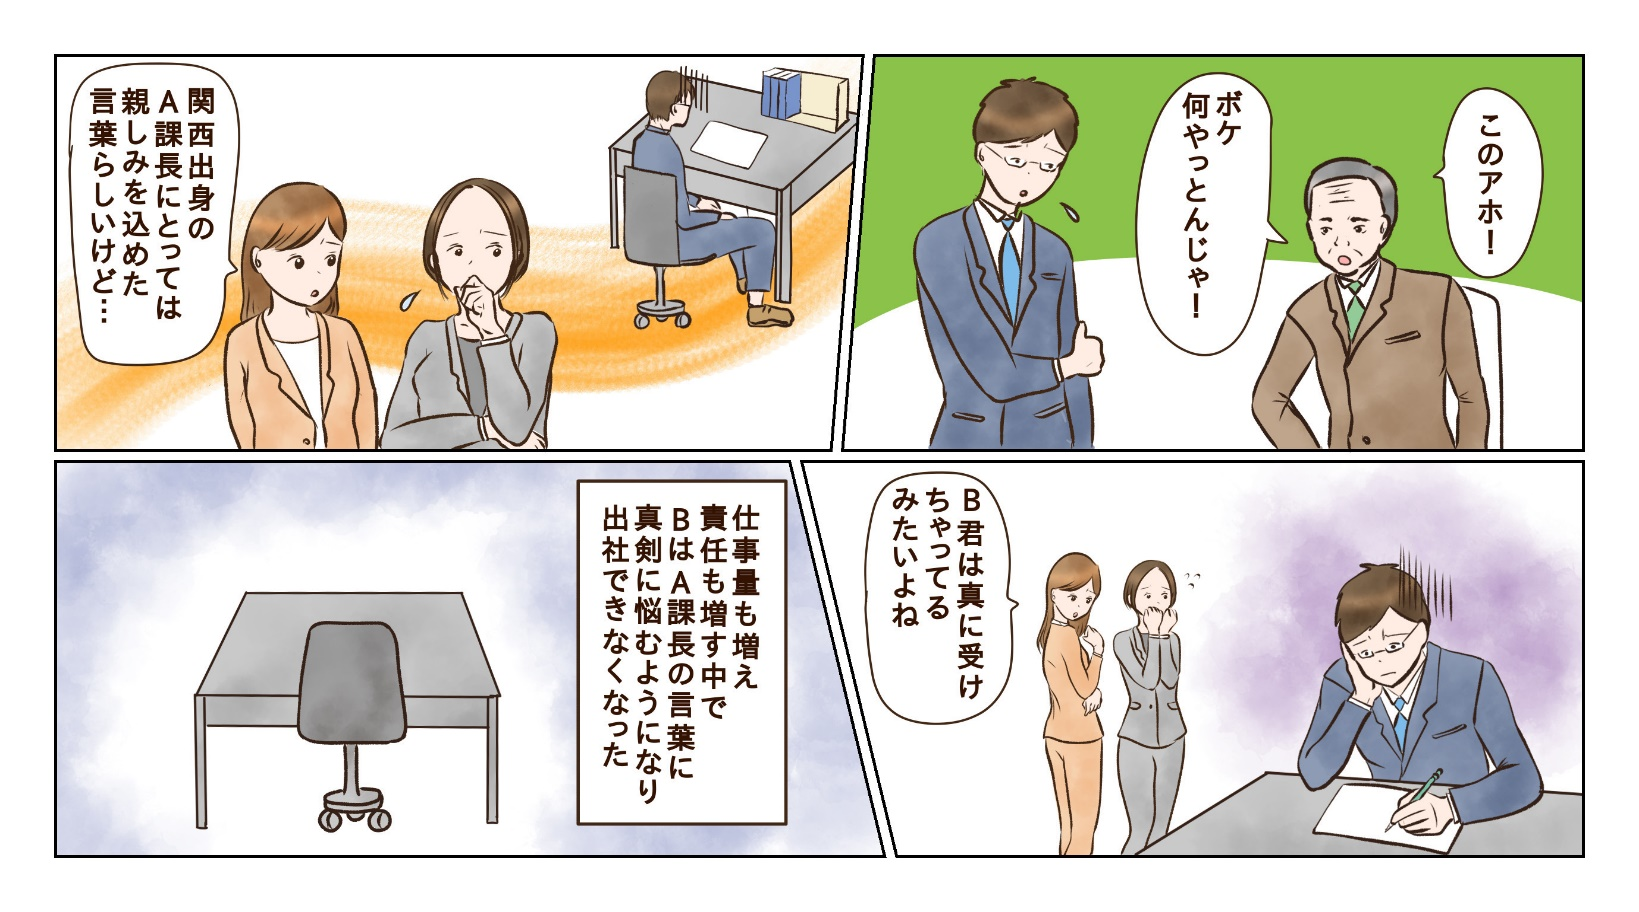 このアホ！
ボケ
何やっとんじゃ！
関西出身の
A課長にとっては
親しみを込めた
言葉らしいけど…
B君は真に受け
ちゃってる
みたいよね
仕事量も増え
責任も増す中で
BはA課長の言葉に
真剣に悩むようになり
出社できなくなった